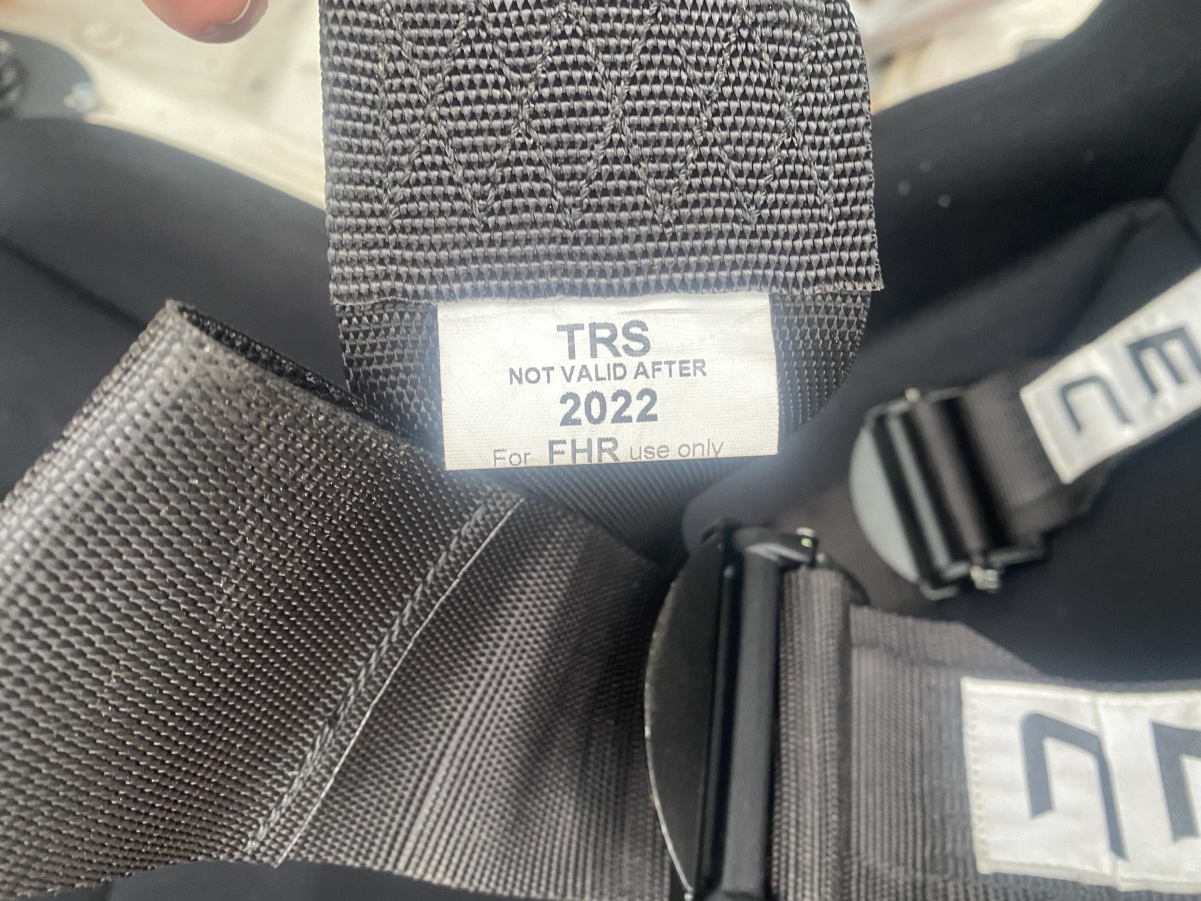 TRS
NOT VALID AFTER
2022
For FHR use only